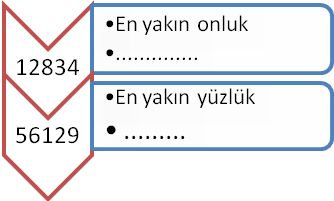 •En yakın onluk
12834
•..............
•En yakın yüzlük
56129
• .........